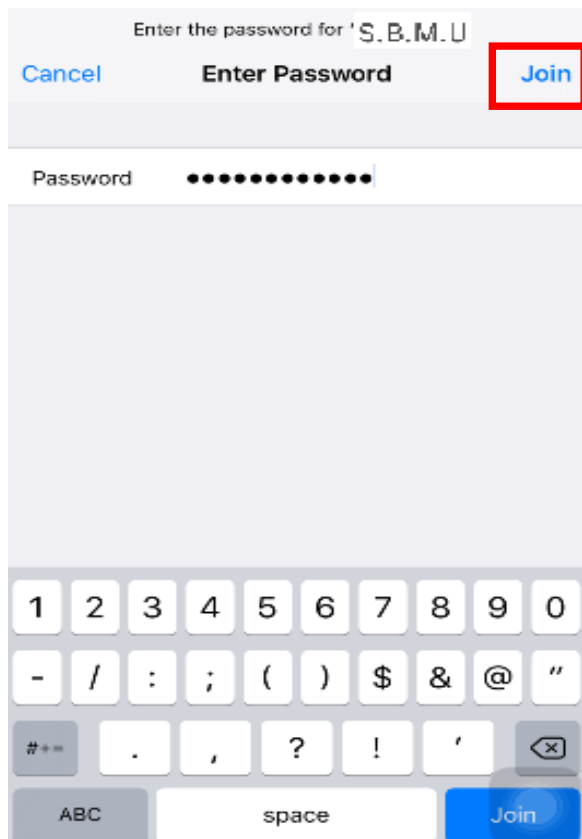 Enter the password for ‘S.B.M.U
Cancel Enter Password Join
Password ●●●●●●●●●●●●
1 2 3 4 5 6 7 8 9 0
- / : ; ( ) $ & @ "
#+= . , ? ! '
ABC space Join